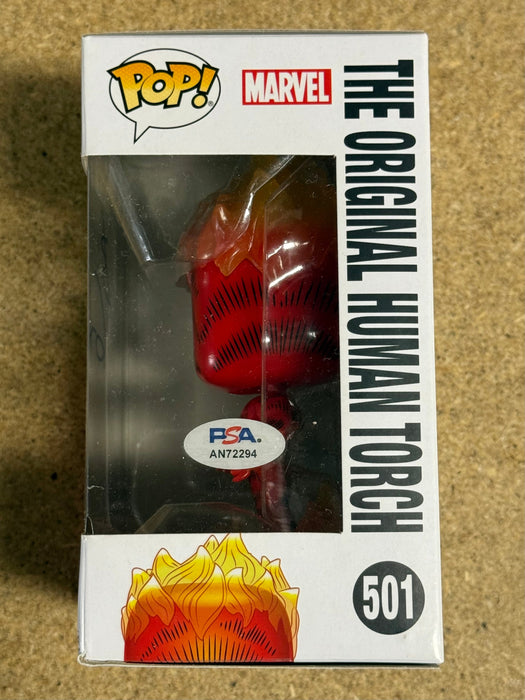 POP!
MARVEL
THE ORIGINAL HUMAN TORCH
PSA
AN72294
501